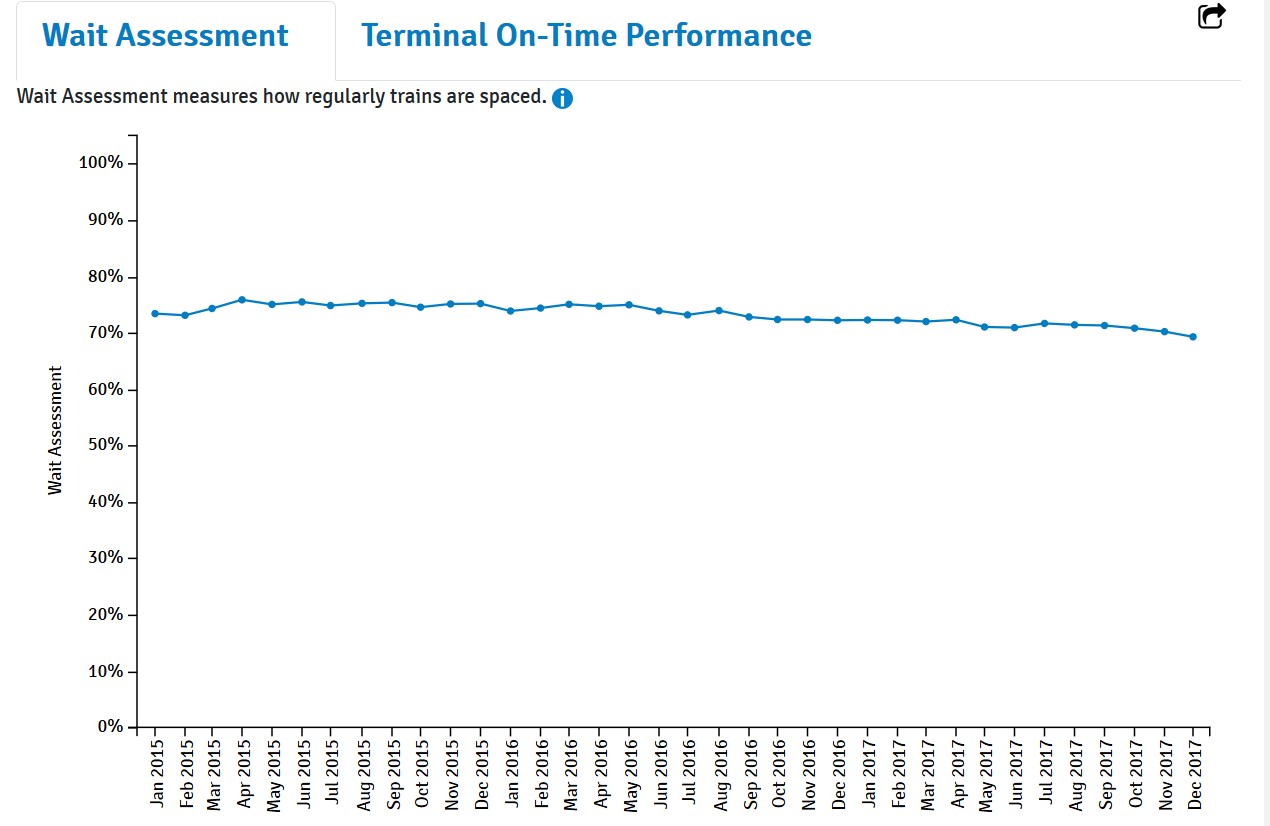 Wait Assessment
Terminal On-Time Performance
Wait Assessment measures how regularly trains are spaced.
i
100%
90%
80%
70%
60%
50%
40%
30%
20%
10%
0%
Wait Assessment
Jan 2015
Feb 2015
Mar 2015
Apr 2015
May 2015
Jun 2015
Jul 2015
Aug 2015
Sep 2015
Oct 2015
Nov 2015
Dec 2015
Jan 2016
Feb 2016
Mar 2016
Apr 2016
May 2016
Jun 2016
Jul 2016
Aug 2016
Sep 2016
Oct 2016
Nov 2016
Dec 2016
Jan 2017
Feb 2017
Mar 2017
Apr 2017
May 2017
Jun 2017
Jul 2017
Aug 2017
Sep 2017
Oct 2017
Nov 2017
Dec 2017